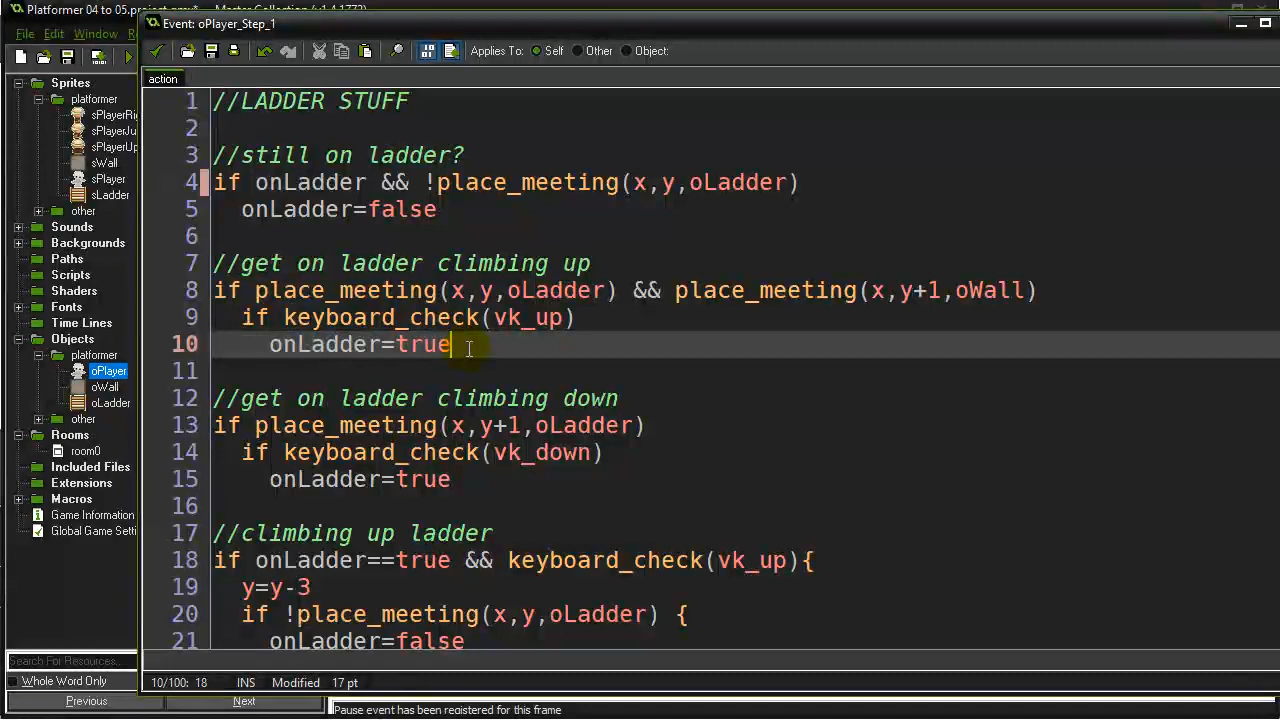 Platformer 04 to 05.project.gmx*
Event: oPlayer_Step_1
File Edit Window
Applies To: Self Other Object:
action
Sprites
platformer
sPlayerRi
sPlayerJu
sPlayerUp
sWall
sPlayer
sLadder
other
Sounds
Backgrounds
Paths
Scripts
Shaders
Fonts
Time Lines
Objects
platformer
oPlayer
oWall
oLadder
other
Rooms
room0
Included Files
Extensions
Macros
Game Information
Global Game Setti
Search For Resources...
Whole Word Only
Previous Next
1 //LADDER STUFF
2
3 //still on ladder?
4 if onLadder && !place_meeting(x,y,oLadder)
5 onLadder=false
6
7 //get on ladder climbing up
8 if place_meeting(x,y,oLadder) && place_meeting(x,y+1,oWall)
9 if keyboard_check(vk_up)
10 onLadder=true
11
12 //get on ladder climbing down
13 if place_meeting(x,y+1,oLadder)
14 if keyboard_check(vk_down)
15 onLadder=true
16
17 //climbing up ladder
18 if onLadder==true && keyboard_check(vk_up){
19 y=y-3
20 if !place_meeting(x,y,oLadder) {
21 onLadder=false
10/100: 18 INS Modified 17 pt
Pause event has been registered for this frame